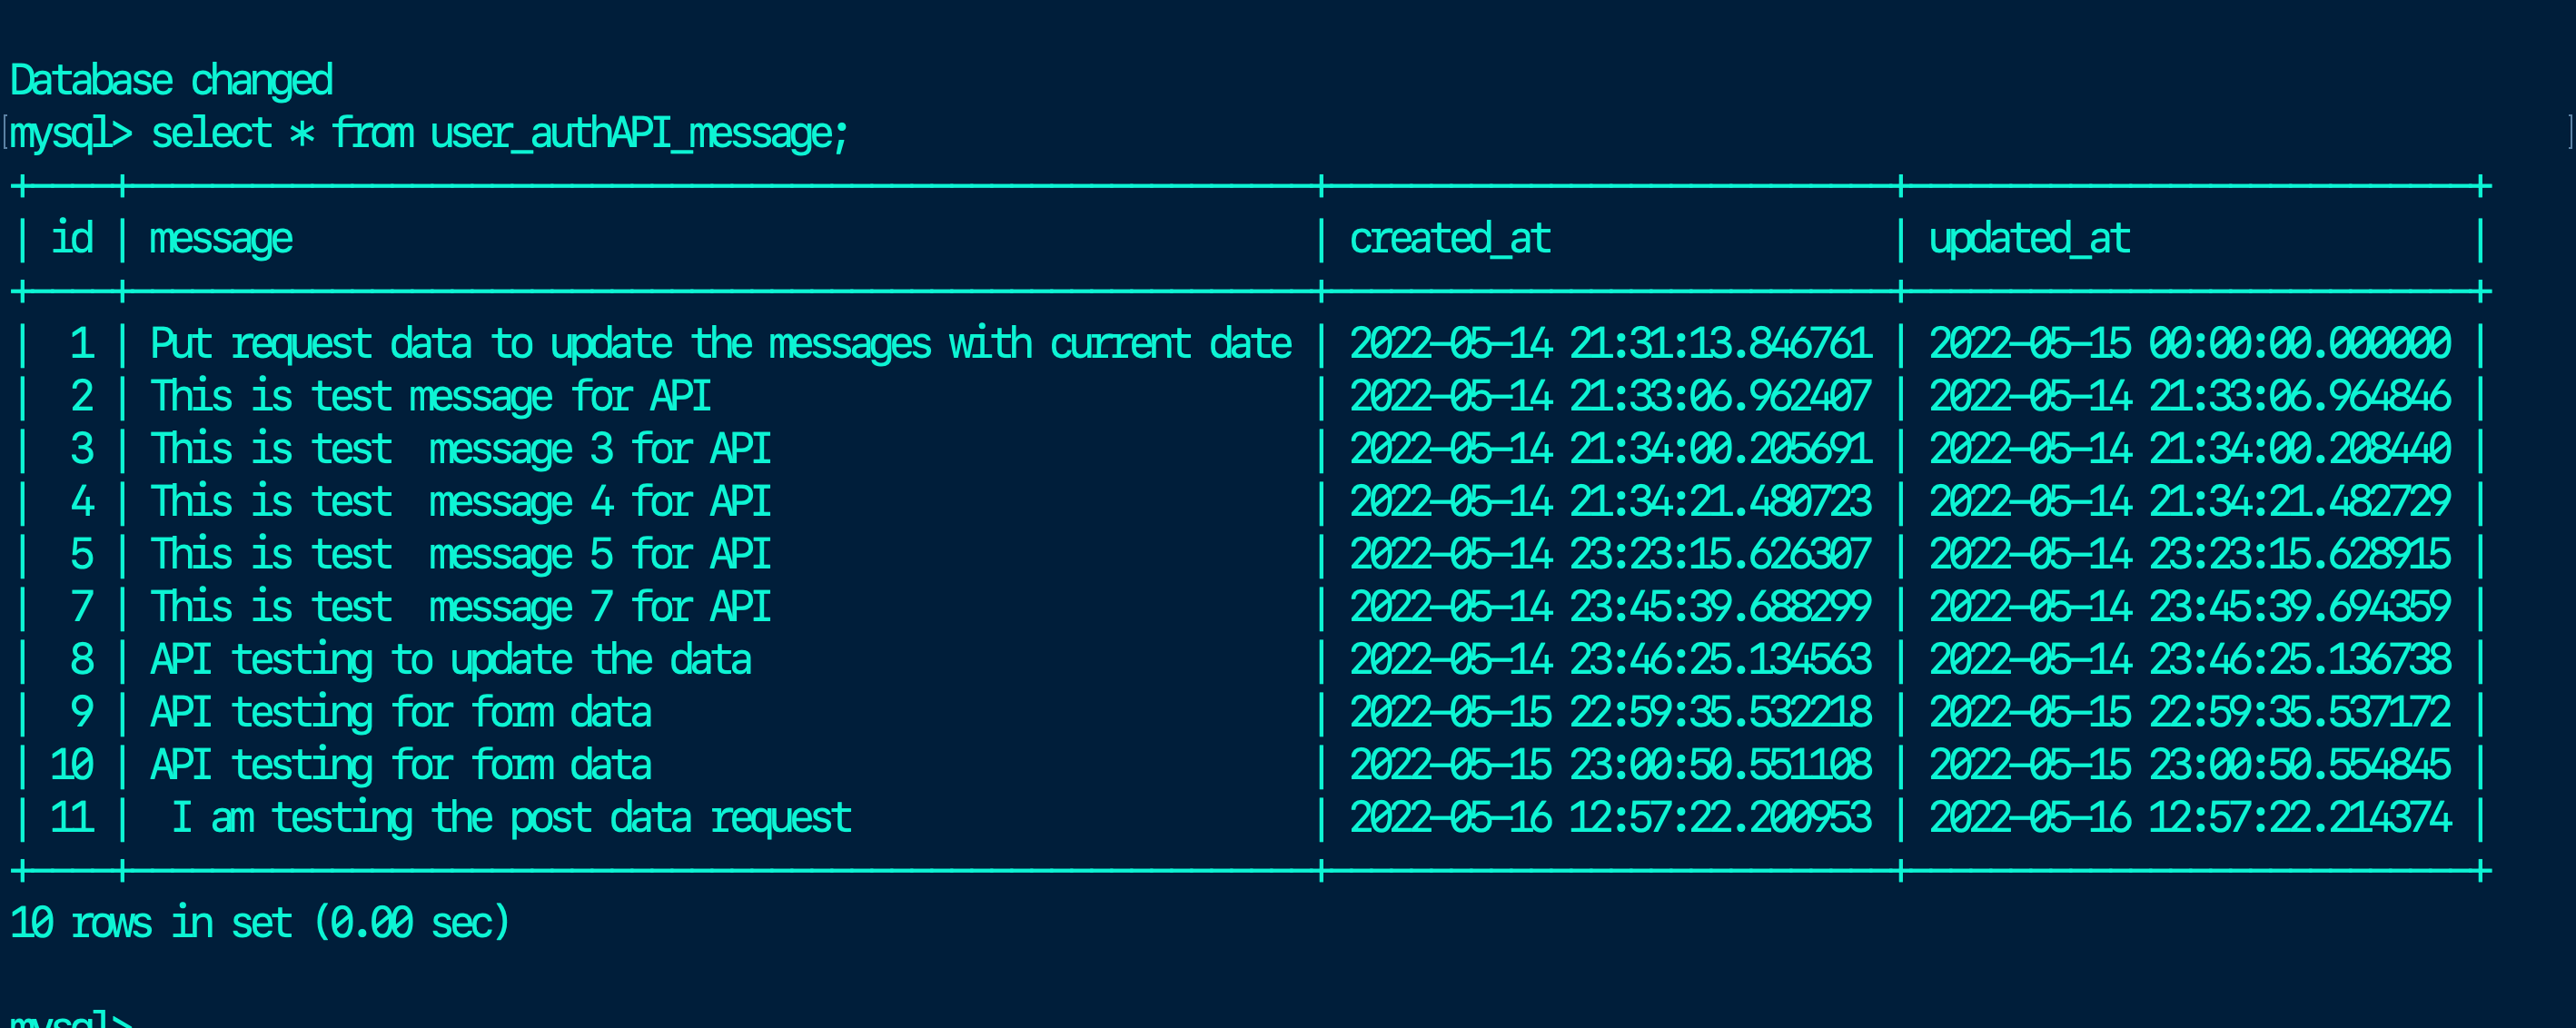 Database changed
[mysql> select * from user_authAPI_message; ]
+----+-----------------------------------------------------------+----------------------------+----------------------------+
| id | message                                                   | created_at                 | updated_at                 |
+----+-----------------------------------------------------------+----------------------------+----------------------------+
|  1 | Put request data to update the messages with current date | 2022-05-14 21:31:13.846761 | 2022-05-15 00:00:00.000000 |
|  2 | This is test message for API                              | 2022-05-14 21:33:06.962407 | 2022-05-14 21:33:06.964846 |
|  3 | This is test  message 3 for API                           | 2022-05-14 21:34:00.205691 | 2022-05-14 21:34:00.208440 |
|  4 | This is test  message 4 for API                           | 2022-05-14 21:34:21.480723 | 2022-05-14 21:34:21.482729 |
|  5 | This is test  message 5 for API                           | 2022-05-14 23:23:15.626307 | 2022-05-14 23:23:15.628915 |
|  7 | This is test  message 7 for API                           | 2022-05-14 23:45:39.688299 | 2022-05-14 23:45:39.694359 |
|  8 | API testing to update the data                            | 2022-05-14 23:46:25.134563 | 2022-05-14 23:46:25.136738 |
|  9 | API testing for form data                                 | 2022-05-15 22:59:35.532218 | 2022-05-15 22:59:35.537172 |
| 10 | API testing for form data                                 | 2022-05-15 23:00:50.551108 | 2022-05-15 23:00:50.554845 |
| 11 |  I am testing the post data request                       | 2022-05-16 12:57:22.200953 | 2022-05-16 12:57:22.214374 |
+----+-----------------------------------------------------------+----------------------------+----------------------------+
10 rows in set (0.00 sec)
mysql>